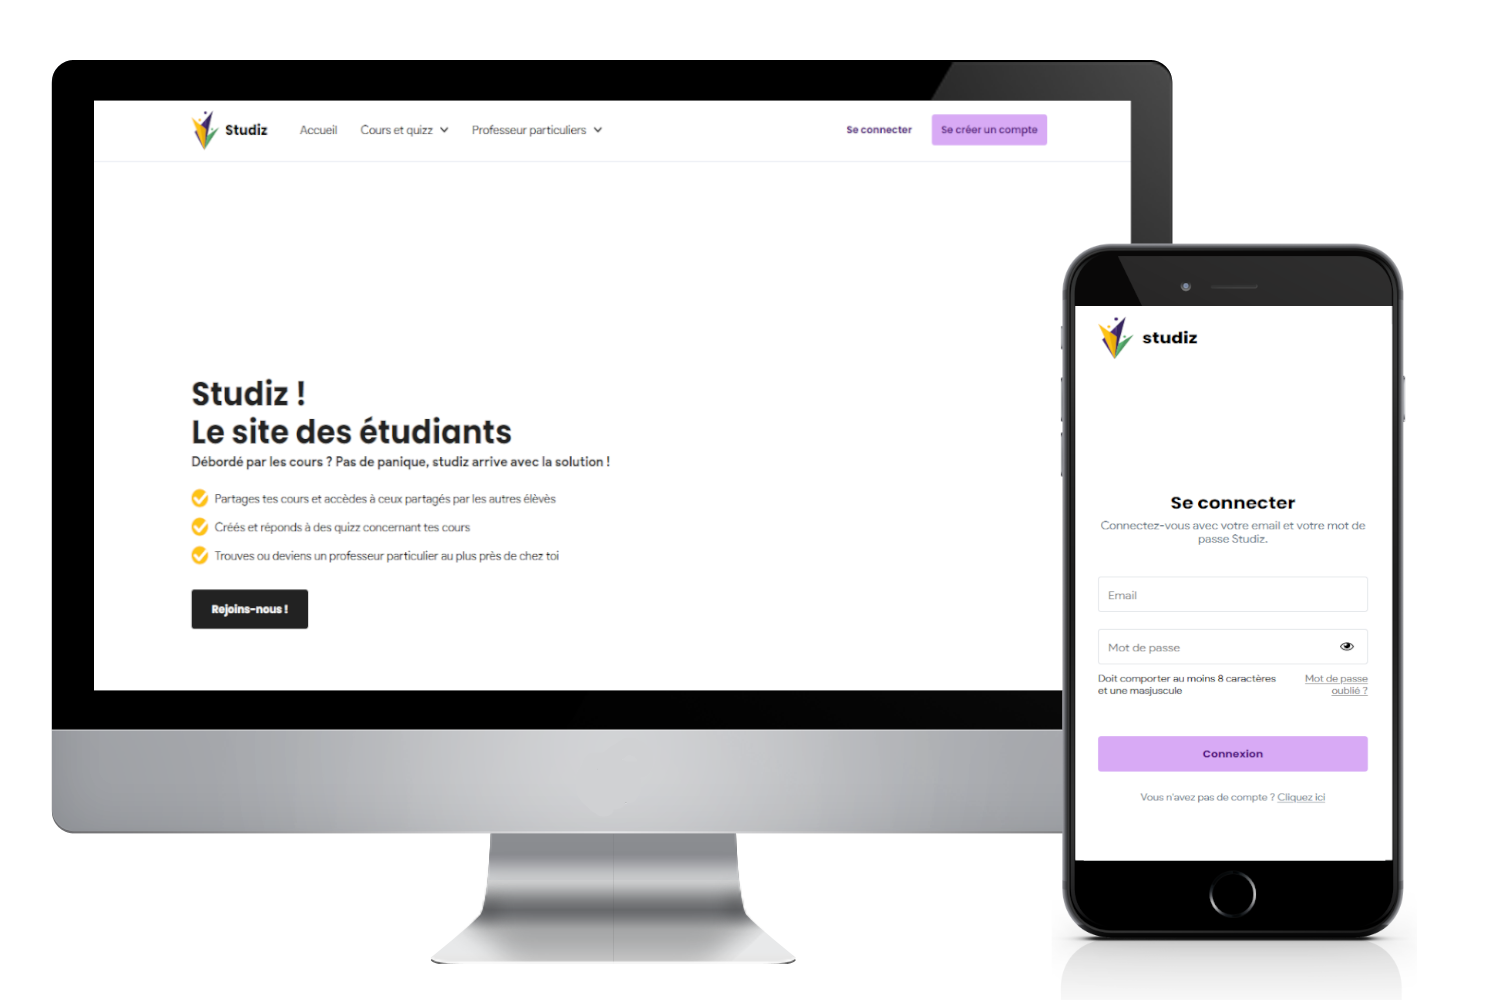 Studiz
Accueil
Cours et quizz
Professeur particuliers
Se connecter
Se créer un compte
Studiz !
Le site des étudiants
Débordé par les cours ? Pas de panique, studiz arrive avec la solution !
Partages tes cours et accèdes à ceux partagés par les autres élèvès
Créés et réponds à des quizz concernant tes cours
Trouves ou deviens un professeur particulier au plus près de chez toi
Rejoins-nous !
studiz
Se connecter
Connectez-vous avec votre email et votre mot de
passe Studiz.
Email
Mot de passe
Doit comporter au moins 8 caractères
et une masjuscule
Mot de passe
oublié ?
Connexion
Vous n'avez pas de compte ? Cliquez ici